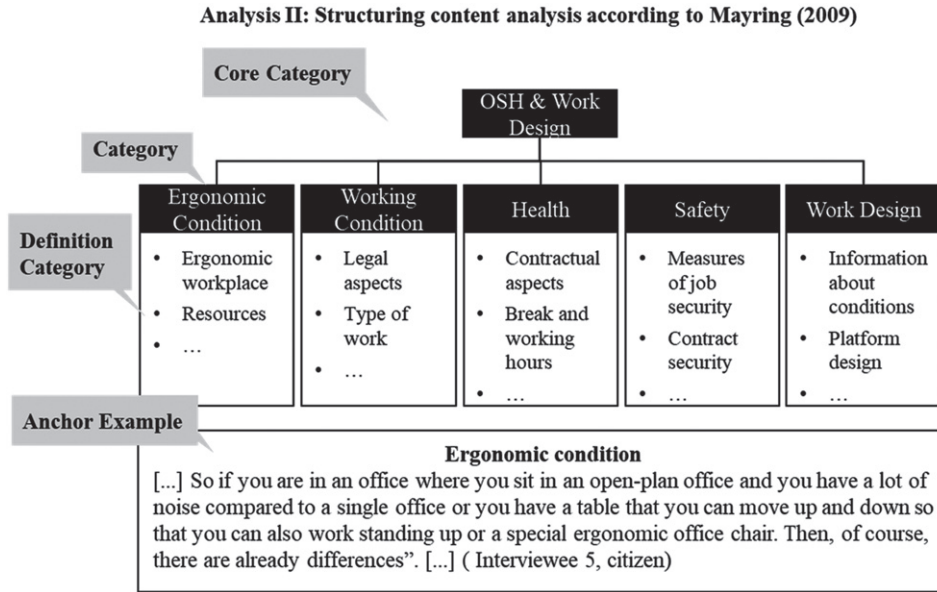 Analysis II: Structuring content analysis according to Mayring (2009)
Core Category
OSH & Work
Design
Category
Ergonomic
Condition
Working
Condition
Health
Safety
Work Design
Definition
Category
• Ergonomic
workplace
• Resources
• …
• Legal
aspects
• Type of
work
• …
• Contractual
aspects
• Break and
working
hours
• …
• Measures
of job
security
• Contract
security
• …
• Information
about
conditions
• Platform
design
• …
Anchor Example
Ergonomic condition
[...] So if you are in an office where you sit in an open-plan office and you have a lot of
noise compared to a single office or you have a table that you can move up and down so
that you can also work standing up or a special ergonomic office chair. Then, of course,
there are already differences”. [...] ( Interviewee 5, citizen)